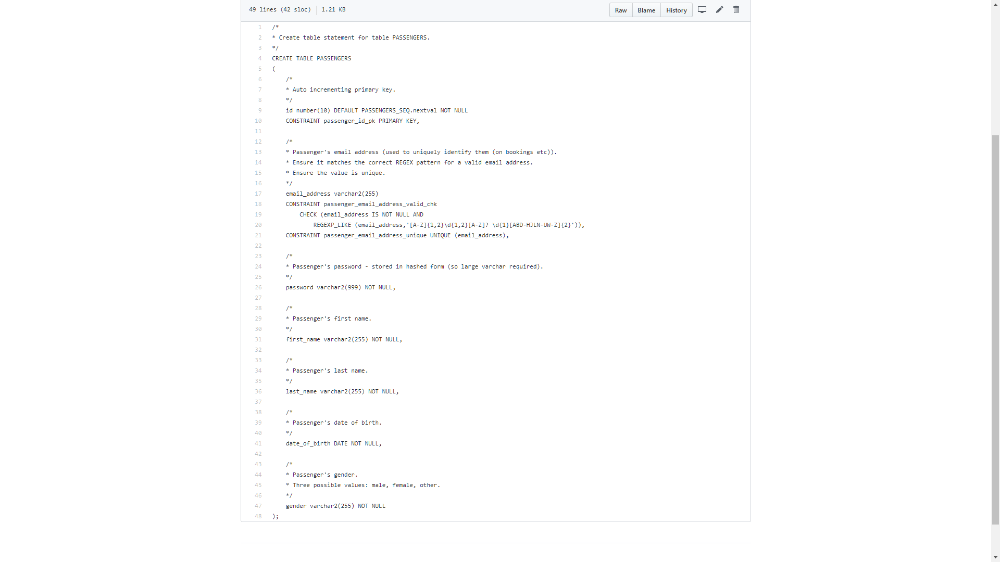 49 lines (42 sloc) 1.21 KB Raw Blame History
1 /*
2 * Create table statement for table PASSENGERS.
3 */
4 CREATE TABLE PASSENGERS
5 (
6 /*
7 * Auto incrementing primary key.
8 */
9 id number(10) DEFAULT PASSENGERS_SEQ.nextval NOT NULL
10 CONSTRAINT passenger_id_pk PRIMARY KEY,
11
12 /*
13 * Passenger's email address (used to uniquely identify them (on bookings etc)).
14 * Ensure it matches the correct REGEX pattern for a valid email address.
15 * Ensure the value is unique.
16 */
17 email_address varchar2(255)
18 CONSTRAINT passenger_email_address_valid_chk
19 CHECK (email_address IS NOT NULL AND
20 REGEXP_LIKE (email_address,'[A-Z]{1,2}\d{1,2}[A-Z]? \d{1}[ABD-HJLN-UW-Z]{2}')),
21 CONSTRAINT passenger_email_address_unique UNIQUE (email_address),
22
23 /*
24 * Passenger's password - stored in hashed form (so large varchar required).
25 */
26 password varchar2(999) NOT NULL,
27
28 /*
29 * Passenger's first name.
30 */
31 first_name varchar2(255) NOT NULL,
32
33 /*
34 * Passenger's last name.
35 */
36 last_name varchar2(255) NOT NULL,
37
38 /*
39 * Passenger's date of birth.
40 */
41 date_of_birth DATE NOT NULL,
42
43 /*
44 * Passenger's gender.
45 * Three possible values: male, female, other.
46 */
47 gender varchar2(255) NOT NULL
48 );